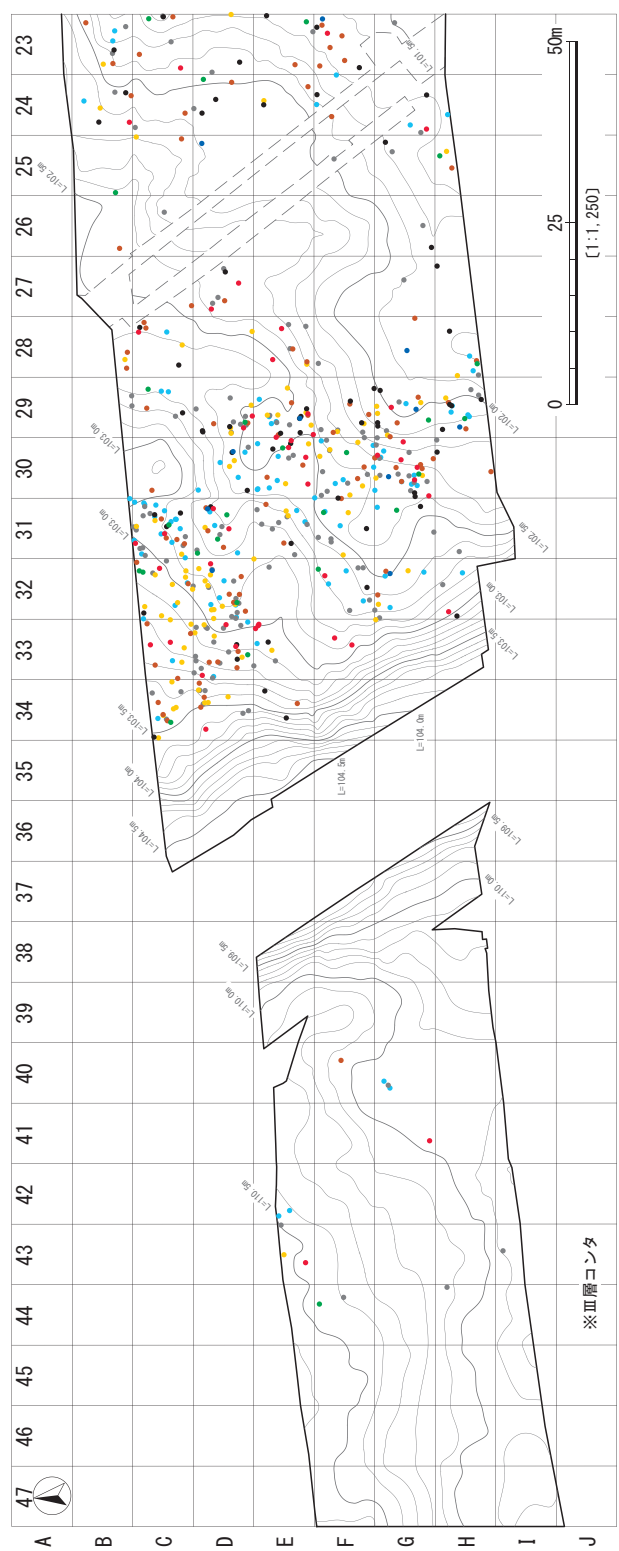 23
24
25
26
27
28
29
30
31
32
33
34
35
36
37
38
39
40
41
42
43
44
45
46
47
A
B
C
D
E
F
G
H
I
J
L=101.5m
L=102.5m
L=103.0m
L=102.0m
L=103.0m
L=102.5m
L=103.0m
L=103.5m
L=103.5m
L=104.0m
L=104.0m
L=104.5m
L=104.5m
L=109.5m
L=110.0m
L=109.5m
L=110.0m
L=110.5m
50m
25
0
[1:1,250]
※Ⅲ層コンタ